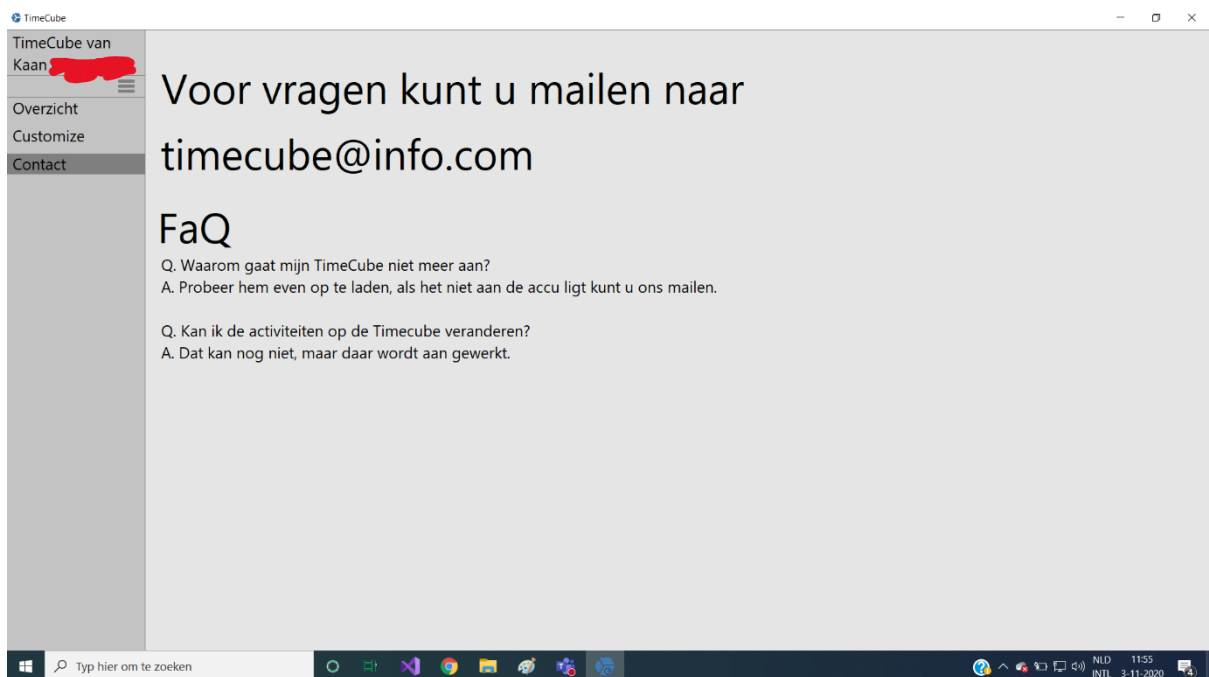 TimeCube
TimeCube van
Kaan
Overzicht
Customize
Contact
Voor vragen kunt u mailen naar
timecube@info.com
FaQ
Q. Waarom gaat mijn TimeCube niet meer aan?
A. Probeer hem even op te laden, als het niet aan de accu ligt kunt u ons mailen.
Q. Kan ik de activiteiten op de Timecube veranderen?
A. Dat kan nog niet, maar daar wordt aan gewerkt.
Typ hier om te zoeken
NLD 11:55
INTL 3-11-2020
4